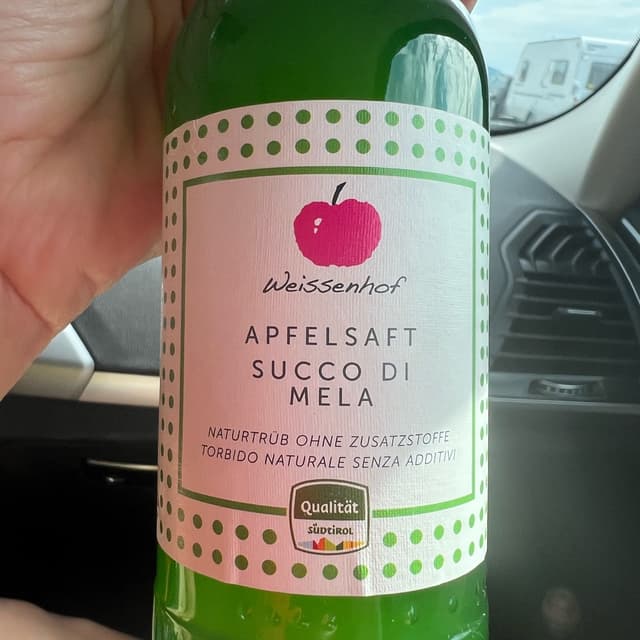 Weissenhof
APFELSAFT
SUCCO DI
MELA
NATURTRÜB OHNE ZUSATZSTOFFE
TORBIDO NATURALE SENZA ADDITIVI
Qualität
SÜDTIROL